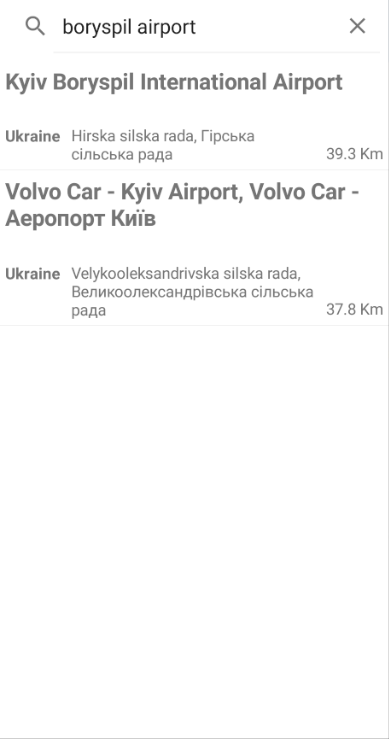 boryspil airport
Kyiv Boryspil International Airport
Ukraine Hirska silska rada, Гірська
сільська рада 39.3 Km
Volvo Car - Kyiv Airport, Volvo Car -
Аеропорт Київ
Ukraine Velykooleksandrivska silska rada,
Великоолександрівська сільська
рада 37.8 Km